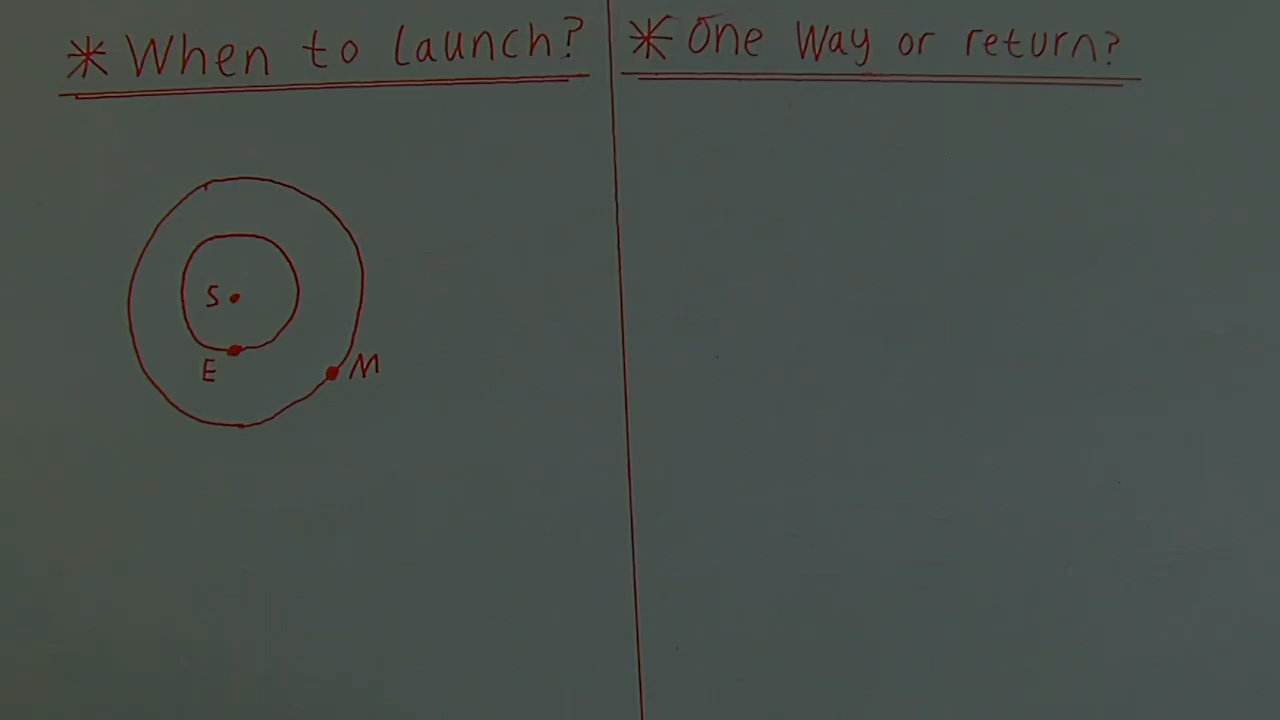 * When to Launch?
* One Way or return?
S
E
M